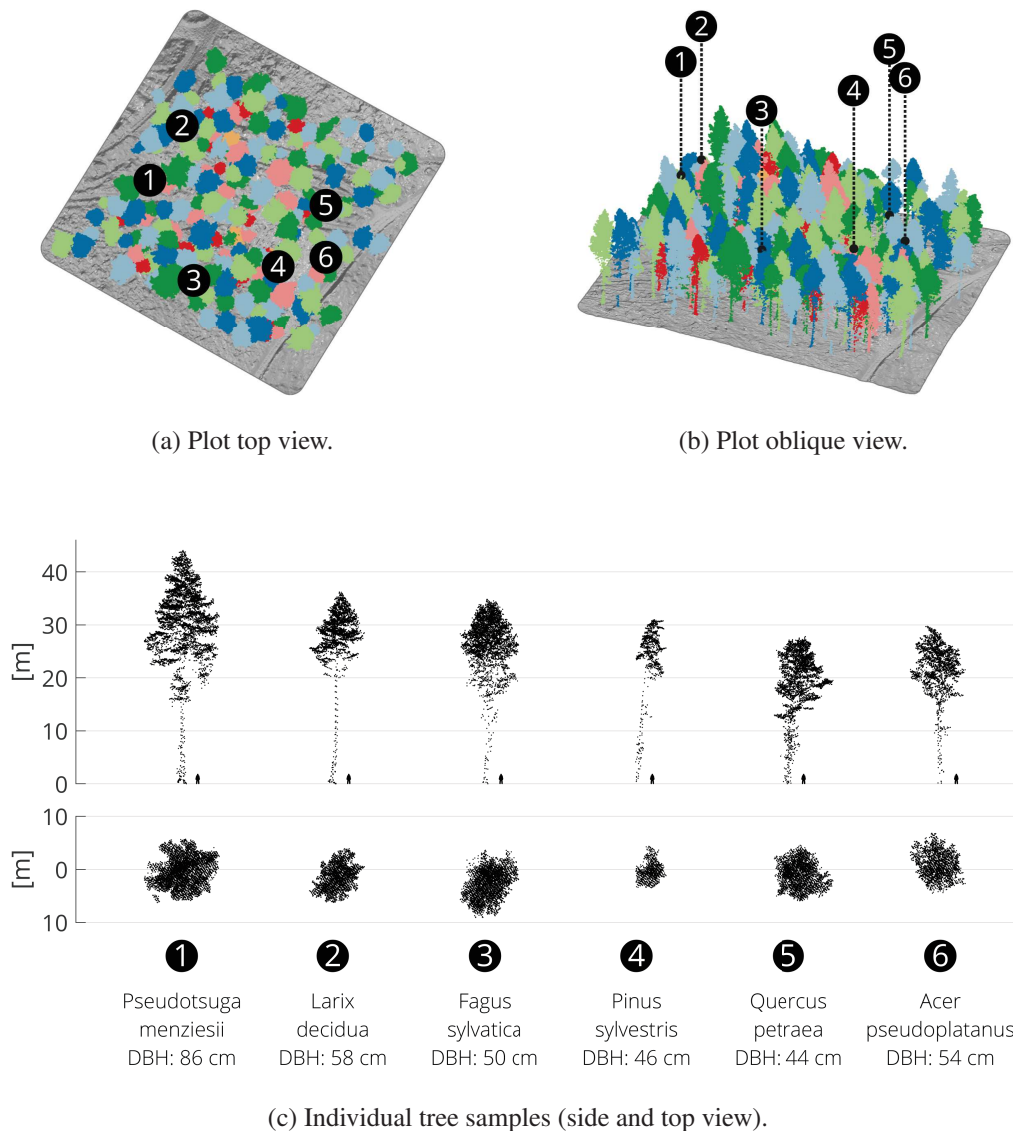 1
2
3
4
5
6
1
2
3
4
5
6
(a) Plot top view.
(b) Plot oblique view.
40
30
[m]
20
10
0
10
[m]
0
10
1
2
3
4
5
6
Pseudotsuga menziesii
DBH: 86 cm
Larix decidua
DBH: 58 cm
Fagus sylvatica
DBH: 50 cm
Pinus sylvestris
DBH: 46 cm
Quercus petraea
DBH: 44 cm
Acer pseudoplatanus
DBH: 54 cm
(c) Individual tree samples (side and top view).